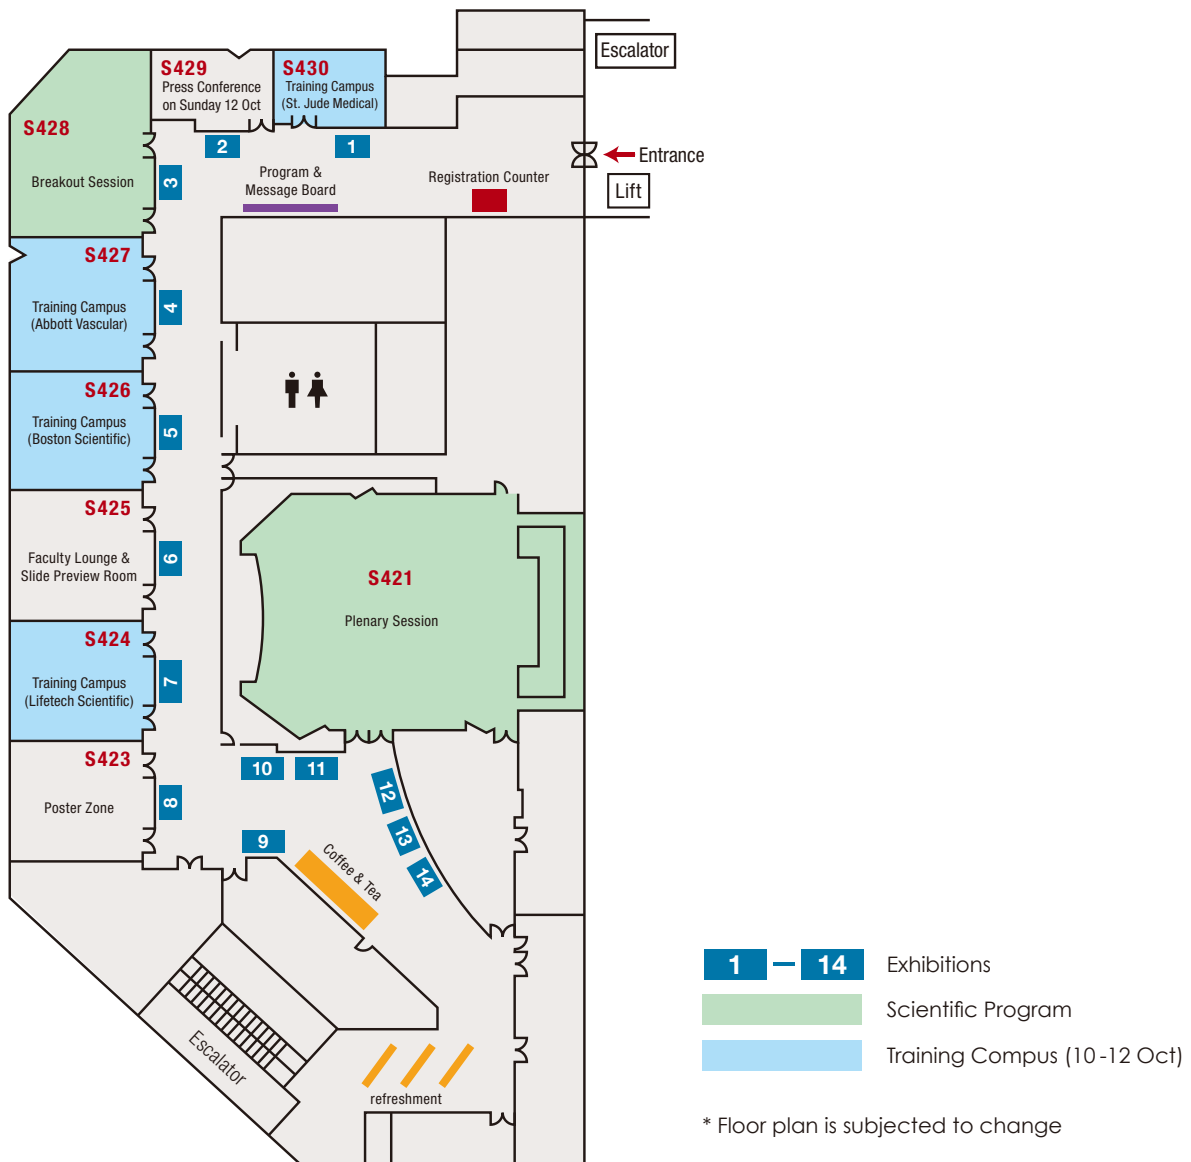 Escalator
S429
Press Conference
on Sunday 12 Oct
S430
Training Campus
(St. Jude Medical)
S428
Breakout Session
2
1
3
Program &
Message Board
Registration Counter
Entrance
Lift
S427
Training Campus
(Abbott Vascular)
4
S426
Training Campus
(Boston Scientific)
5
S425
Faculty Lounge &
Slide Preview Room
6
S421
Plenary Session
S424
Training Campus
(Lifetech Scientific)
7
S423
Poster Zone
8
10
11
12
13
14
9
Coffee & Tea
Escalator
refreshment
1 – 14 Exhibitions
Scientific Program
Training Compus (10-12 Oct)
* Floor plan is subjected to change